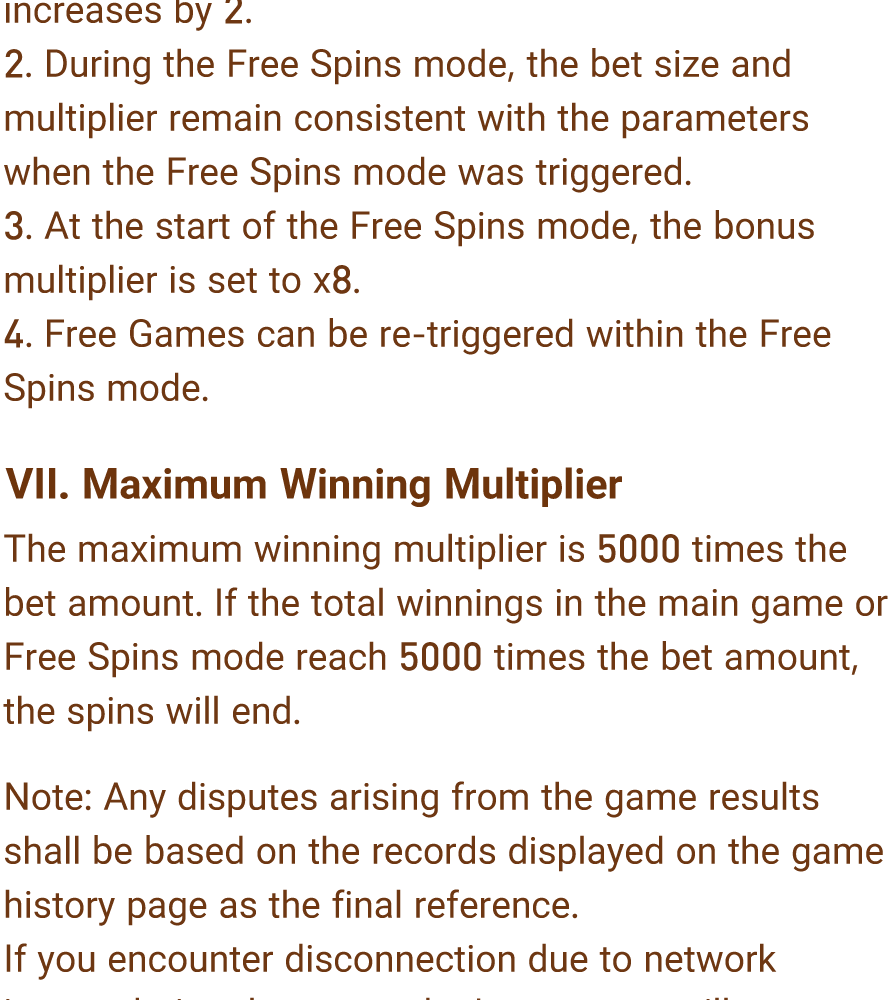 increases by 2.
2. During the Free Spins mode, the bet size and
multiplier remain consistent with the parameters
when the Free Spins mode was triggered.
3. At the start of the Free Spins mode, the bonus
multiplier is set to x8.
4. Free Games can be re-triggered within the Free
Spins mode.
VII. Maximum Winning Multiplier
The maximum winning multiplier is 5000 times the
bet amount. If the total winnings in the main game or
Free Spins mode reach 5000 times the bet amount,
the spins will end.
Note: Any disputes arising from the game results
shall be based on the records displayed on the game
history page as the final reference.
If you encounter disconnection due to network